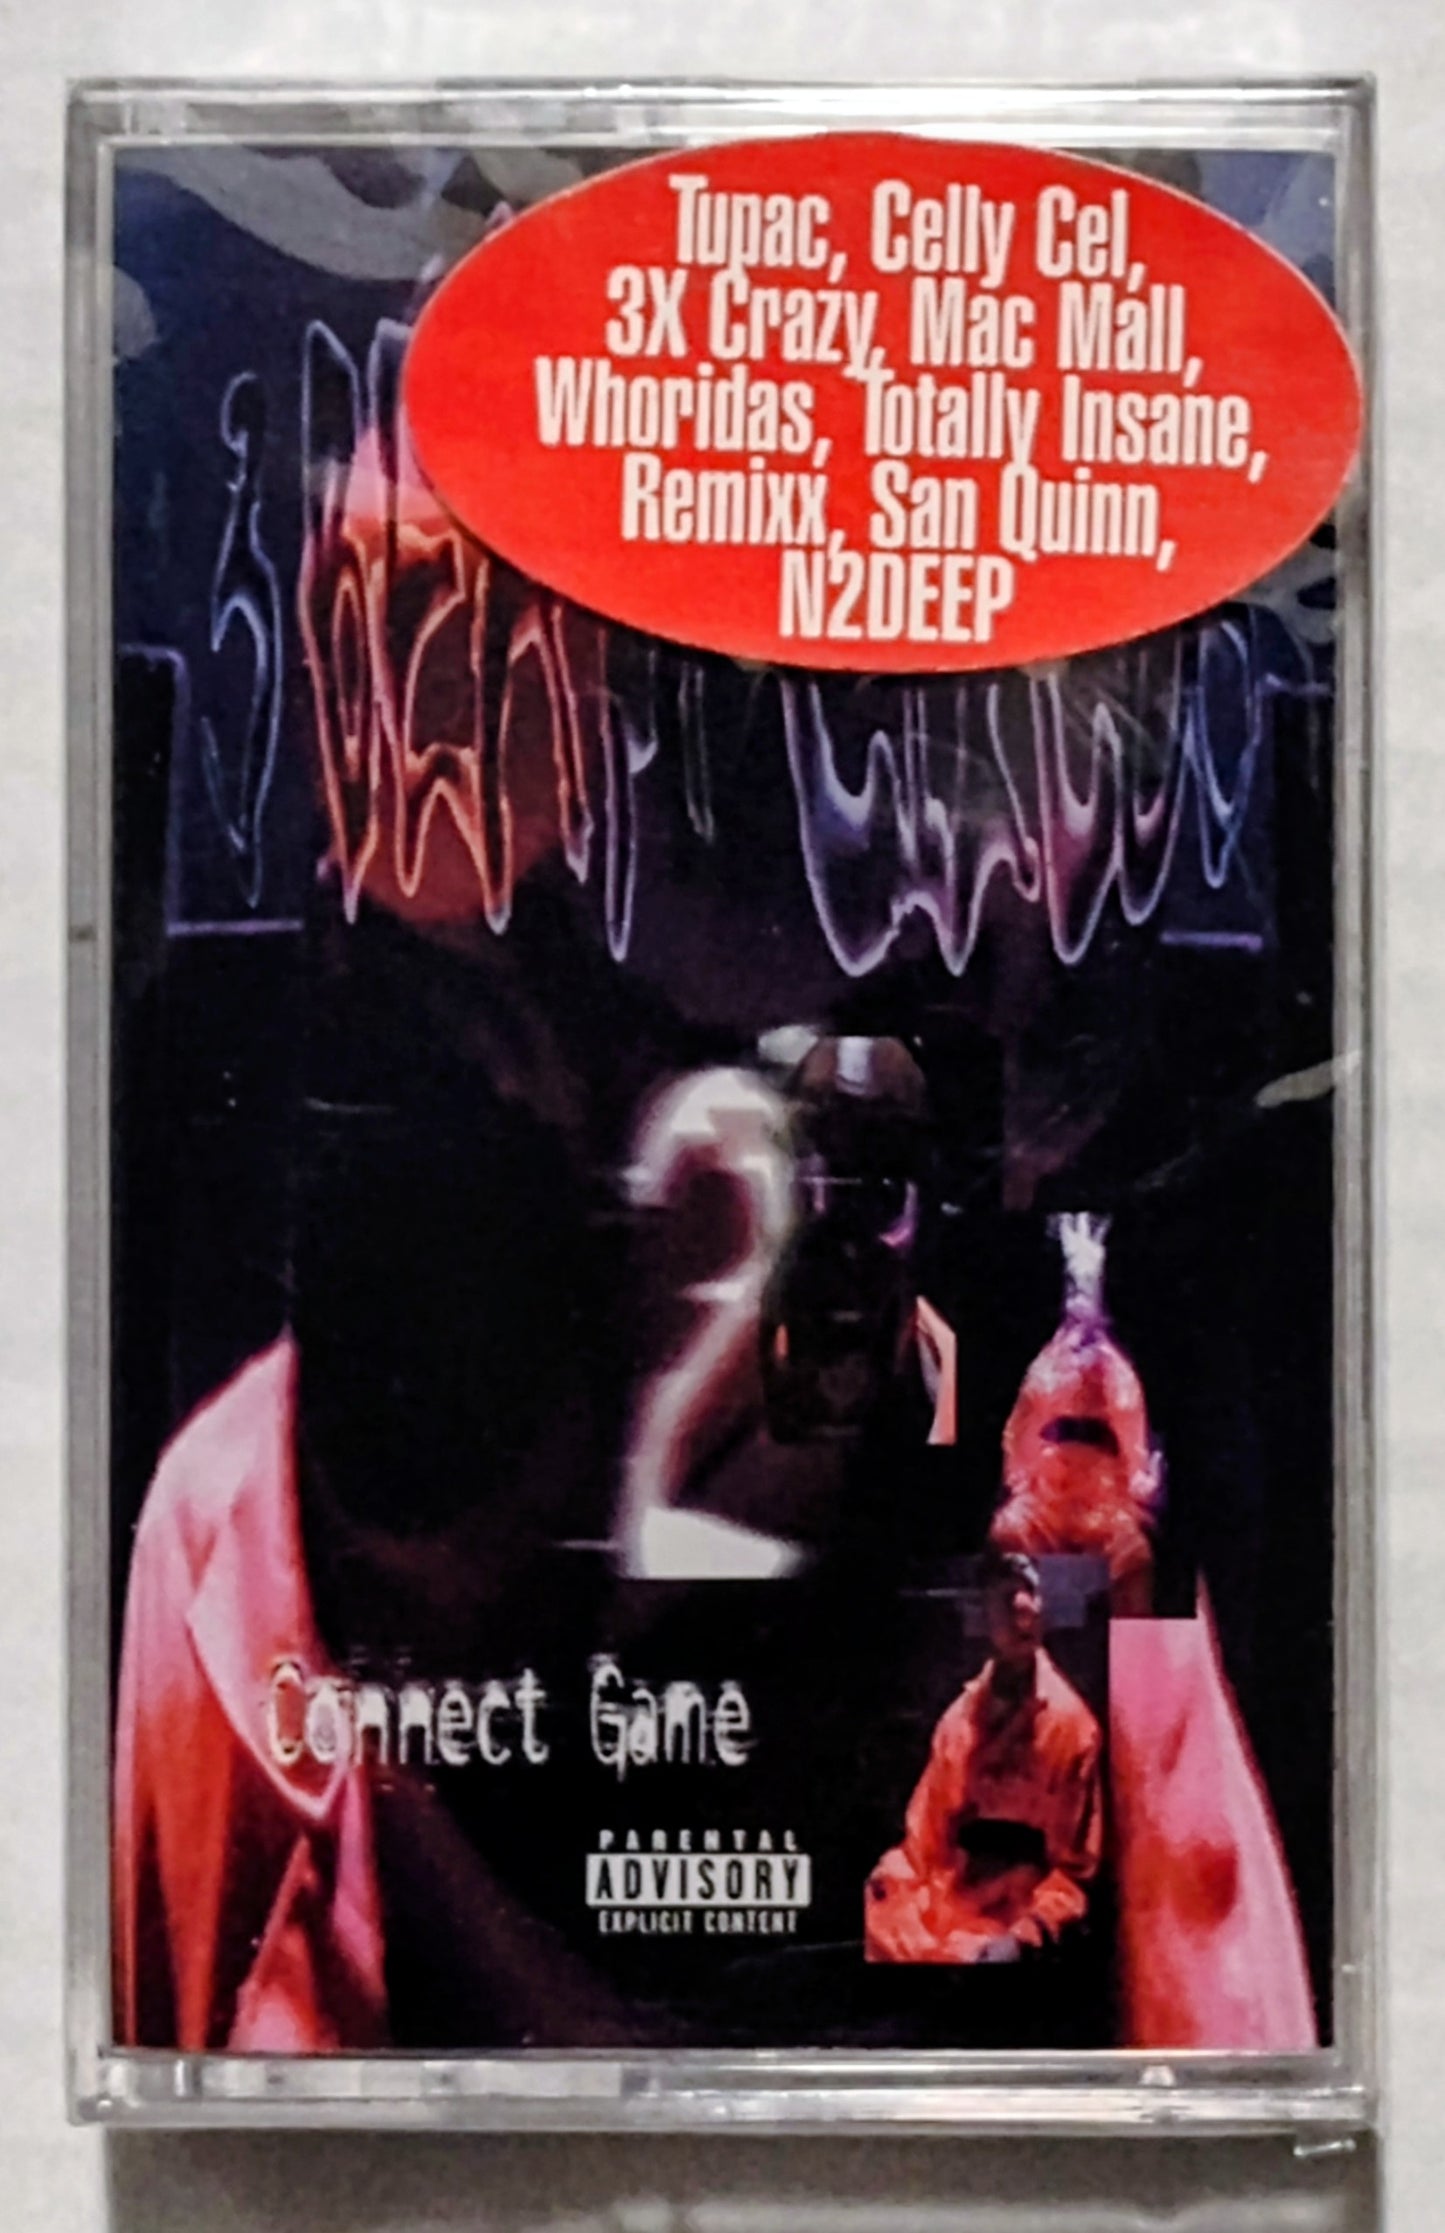 Tupac, Celly Cel,
3X Crazy, Mac Mall,
Whoridas, Totally Insane,
Remixx, San Quinn,
N2DEEP
2
Connect Game
PARENTAL
ADVISORY
EXPLICIT CONTENT